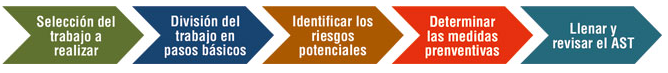 Selección del
trabajo a
realizar
División del
trabajo en
pasos básicos
Identificar los
riesgos
potenciales
Determinar
las medidas
prenventivas
Llenar y
revisar el AST